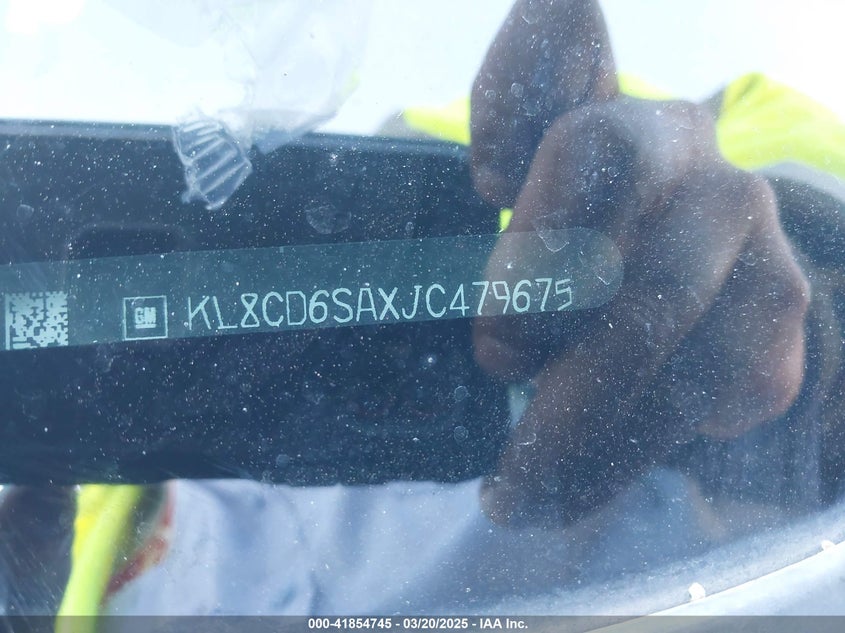 GM KL8CD6SAXJC479675
000-41854745 - 03/20/2025 - IAA Inc.